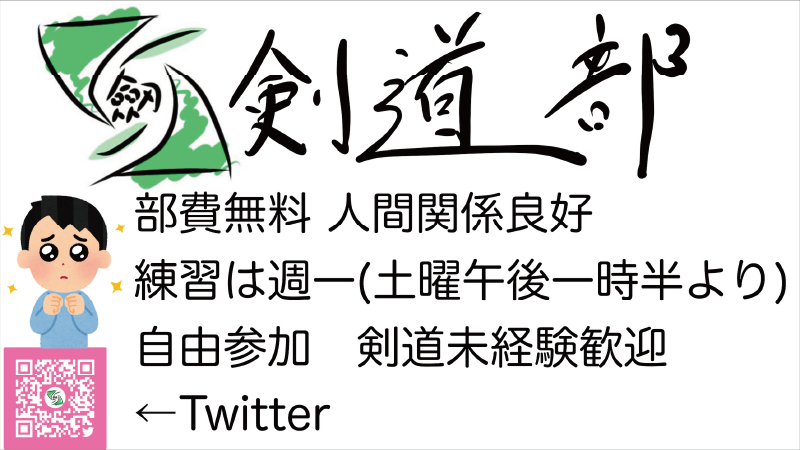 剣道部
劔
部費無料 人間関係良好
練習は週一(土曜午後一時半より)
自由参加　剣道未経験歓迎
←Twitter